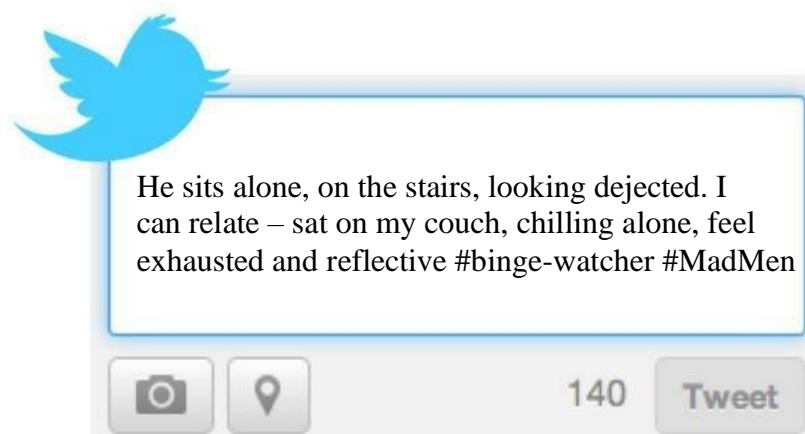 He sits alone, on the stairs, looking dejected. I
can relate – sat on my couch, chilling alone, feel
exhausted and reflective #binge-watcher #MadMen
140
Tweet